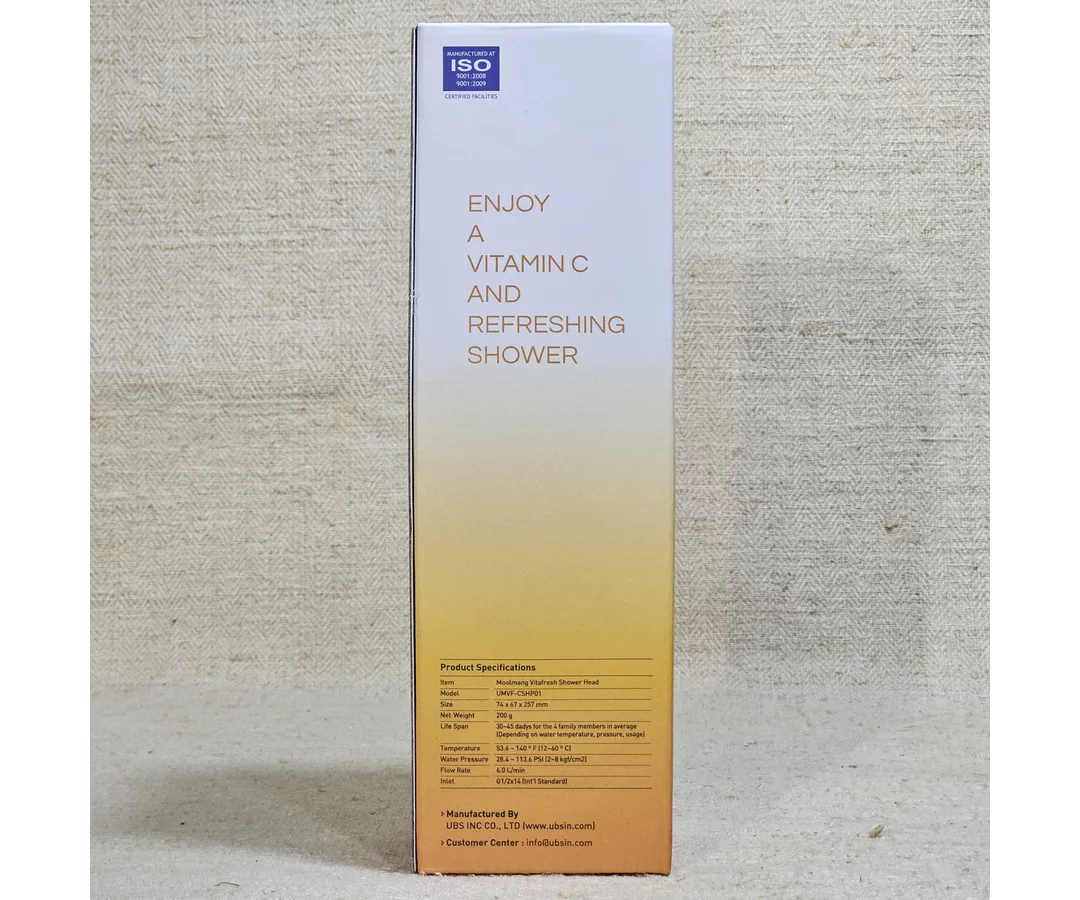 MANUFACTURED AT
ISO
9001:2008
9001:2009
CERTIFIED FACILITIES
ENJOY
A
VITAMIN C
AND
REFRESHING
SHOWER
Product Specifications
Item Moolmang Vitafresh Shower Head
Model UMVF-CSHP01
Size 74 x 67 x 257 mm
Net Weight 200 g
Life Span 30~45 dadys for the 4 family members in average
(Depending on water temperature, pressure, usage)
Temperature 53.6 ~ 140 º F (12~60 º C)
Water Pressure 28.4 ~ 113.6 PSI (2~8 kgf/cm2)
Flow Rate 6.0 L/min
Inlet G1/2x14 (Int'l Standard)
> Manufactured By
UBS INC CO., LTD (www.ubsin.com)
> Customer Center : info@ubsin.com